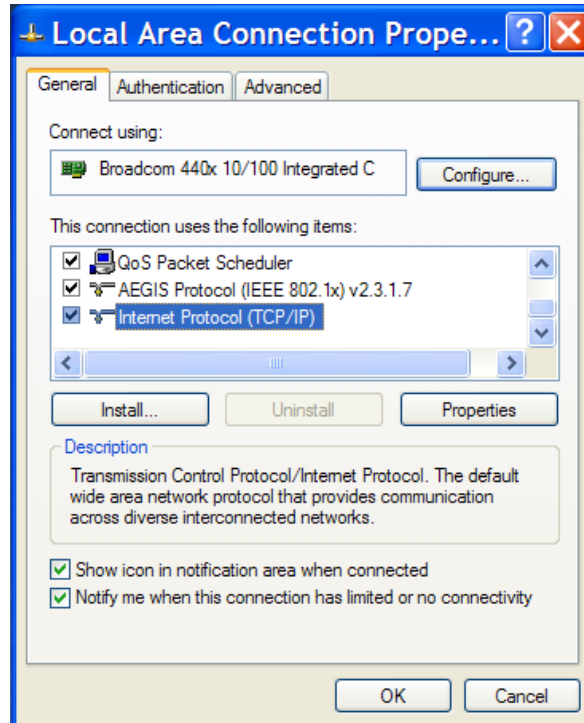 Local Area Connection Prope...
General Authentication Advanced
Connect using:
Broadcom 440x 10/100 Integrated C
Configure...
This connection uses the following items:
QoS Packet Scheduler
AEGIS Protocol (IEEE 802.1x) v2.3.1.7
Internet Protocol (TCP/IP)
Install... Uninstall Properties
Description
Transmission Control Protocol/Internet Protocol. The default
wide area network protocol that provides communication
across diverse interconnected networks.
Show icon in notification area when connected
Notify me when this connection has limited or no connectivity
OK Cancel